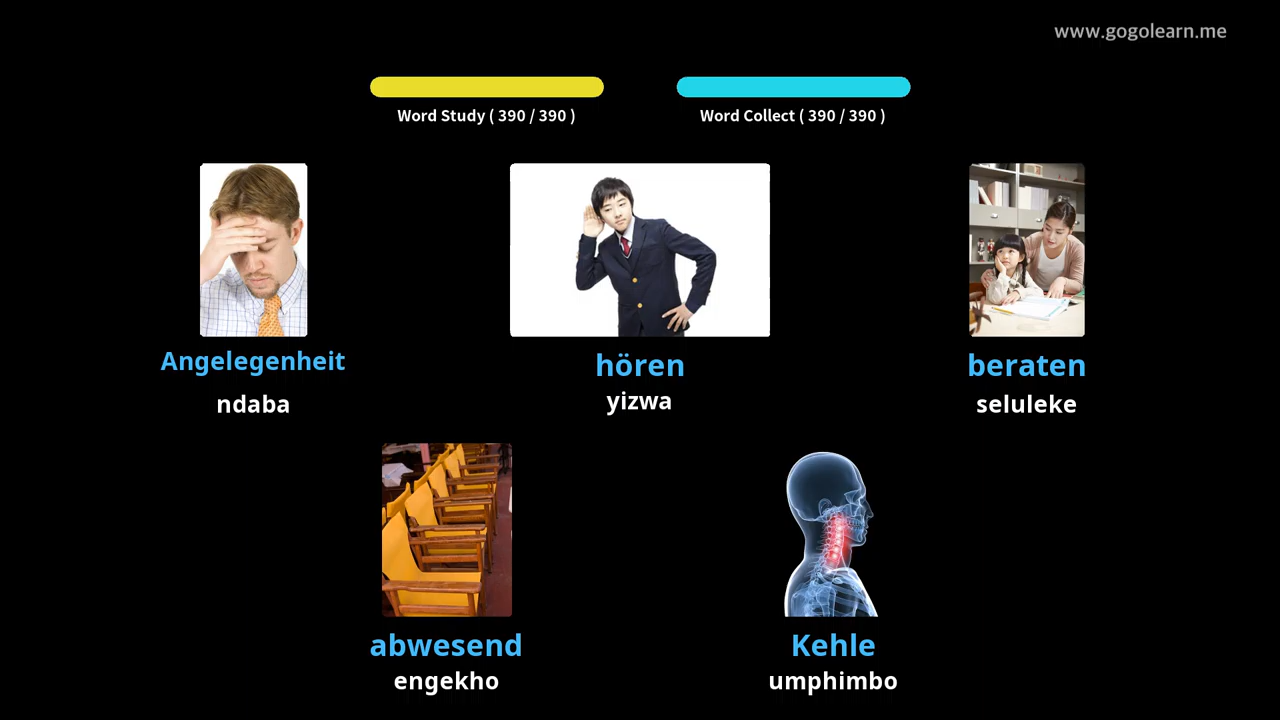 www.gogolearn.me
Word Study ( 390 / 390 )
Word Collect ( 390 / 390 )
Angelegenheit
ndaba
hören
yizwa
beraten
seluleke
abwesend
engekho
Kehle
umphimbo